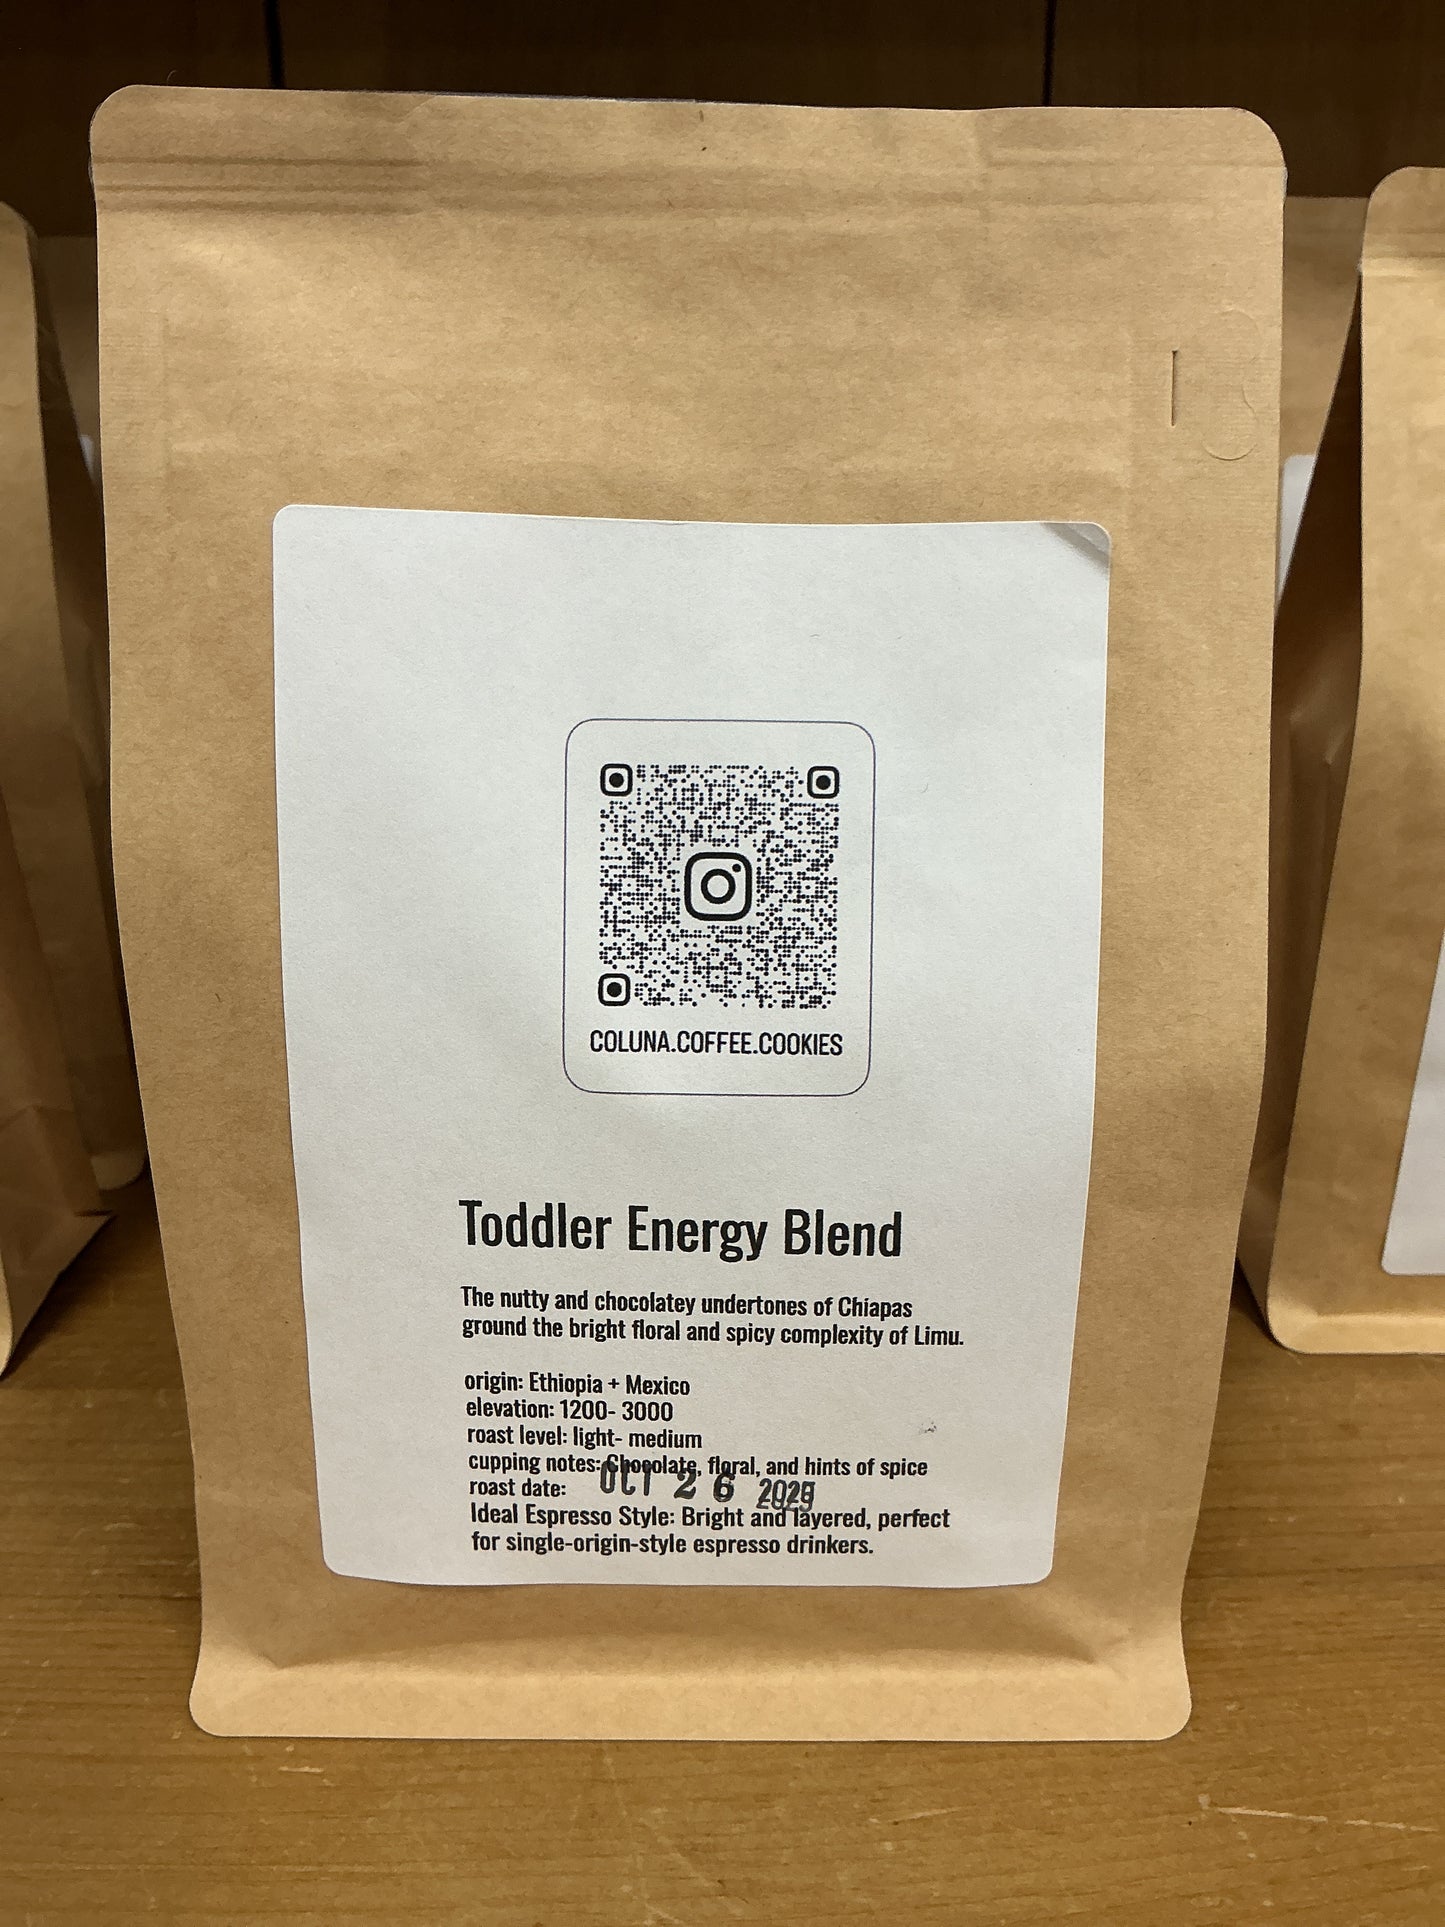 COLUNA.COFFEE.COOKIES
Toddler Energy Blend
The nutty and chocolatey undertones of Chiapas
ground the bright floral and spicy complexity of Limu.
origin: Ethiopia + Mexico
elevation: 1200- 3000
roast level: light- medium
cupping notes: Chocolate, floral, and hints of spice
roast date: OCT 26
Ideal Espresso Style: Bright and layered, perfect
for single-origin-style espresso drinkers.